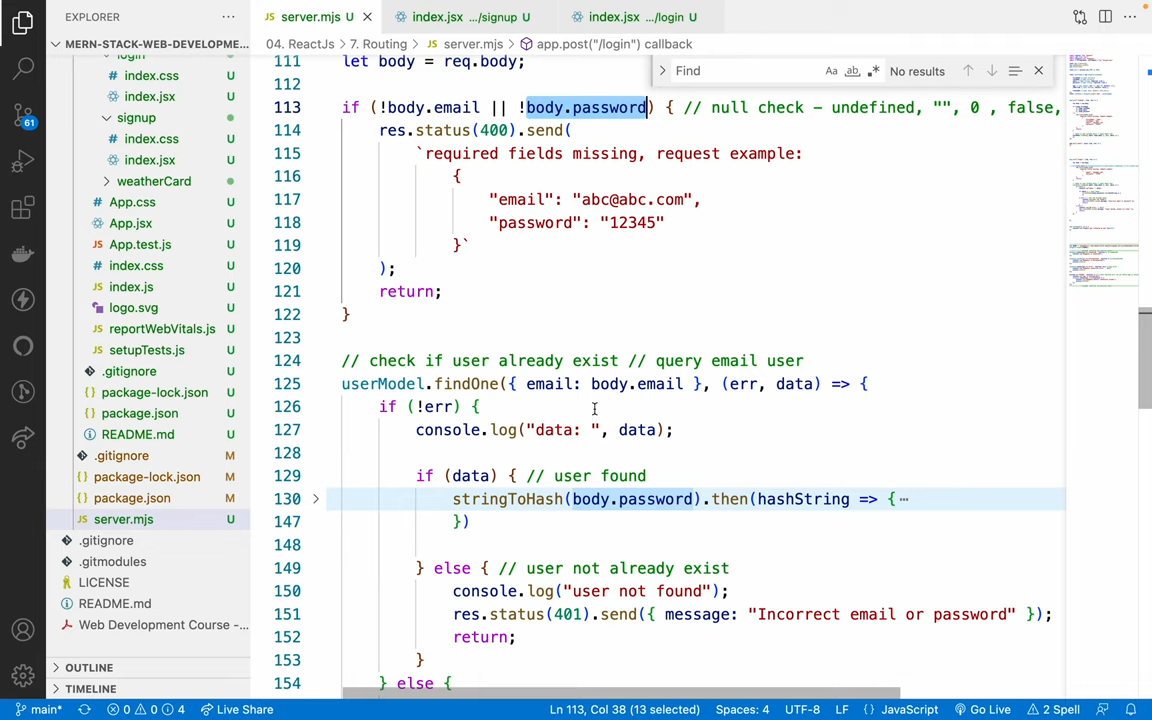 EXPLORER
MERN-STACK-WEB-DEVELOPME...
login
index.css
index.jsx
signup
index.css
index.jsx
weatherCard
App.css U
App.jsx U
App.test.js U
index.css U
index.js U
logo.svg U
reportWebVitals.js U
setupTests.js U
.gitignore U
package-lock.json U
package.json U
README.md U
.gitignore M
package-lock.json M
package.json M
server.mjs U
.gitignore
.gitmodules
LICENSE
README.md
Web Development Course -...
OUTLINE
TIMELINE
61
server.mjs U
index.jsx .../signup U
index.jsx .../login U
04. ReactJs > 7. Routing > server.mjs > app.post("/login") callback
Find
Aa ab, .* No results
111 let body = req.body;
112
113 if (!body.email || !body.password) { // null check - undefined, "", 0 , false,
114 res.status(400).send(
115 `required fields missing, request example:
116 {
117 "email": "abc@abc.com",
118 "password": "12345"
119 }`
120 );
121 return;
122 }
123
124 // check if user already exist // query email user
125 userModel.findOne({ email: body.email }, (err, data) => {
126 if (!err) {
127 console.log("data: ", data);
128
129 if (data) { // user found
130 stringToHash(body.password).then(hashString => {…
147 })
148
149 } else { // user not already exist
150 console.log("user not found");
151 res.status(401).send({ message: "Incorrect email or password" });
152 return;
153 }
154 } else {
main* 0 0 4 Live Share Ln 113, Col 38 (13 selected) Spaces: 4 UTF-8 LF {} JavaScript Go Live 2 Spell